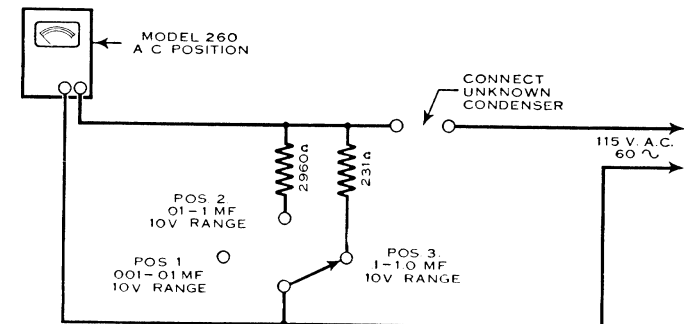 MODEL 260
A C POSITION
CONNECT
UNKNOWN
CONDENSER
115 V. A.C.
60 ~
2960Ω
231Ω
POS. 2.
.01-.1 MF
10V RANGE
POS. 1
.001-.01 MF
10V RANGE
POS. 3.
.1-1.0 MF
10V RANGE